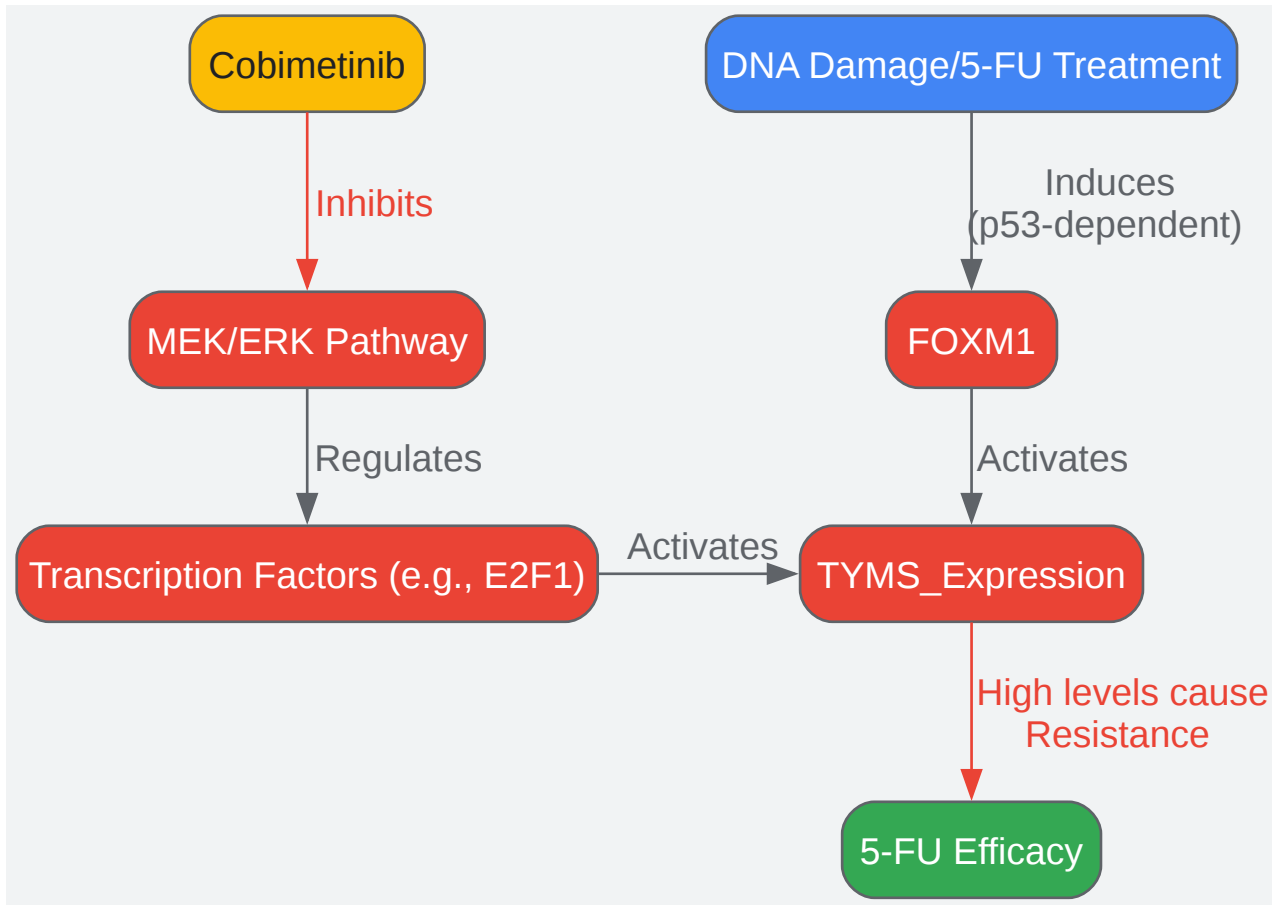 Cobimetinib
DNA Damage/5-FU Treatment
Inhibits
Induces
(p53-dependent)
MEK/ERK Pathway
FOXM1
Regulates
Activates
Transcription Factors (e.g., E2F1)
Activates
TYMS_Expression
High levels cause
Resistance
5-FU Efficacy